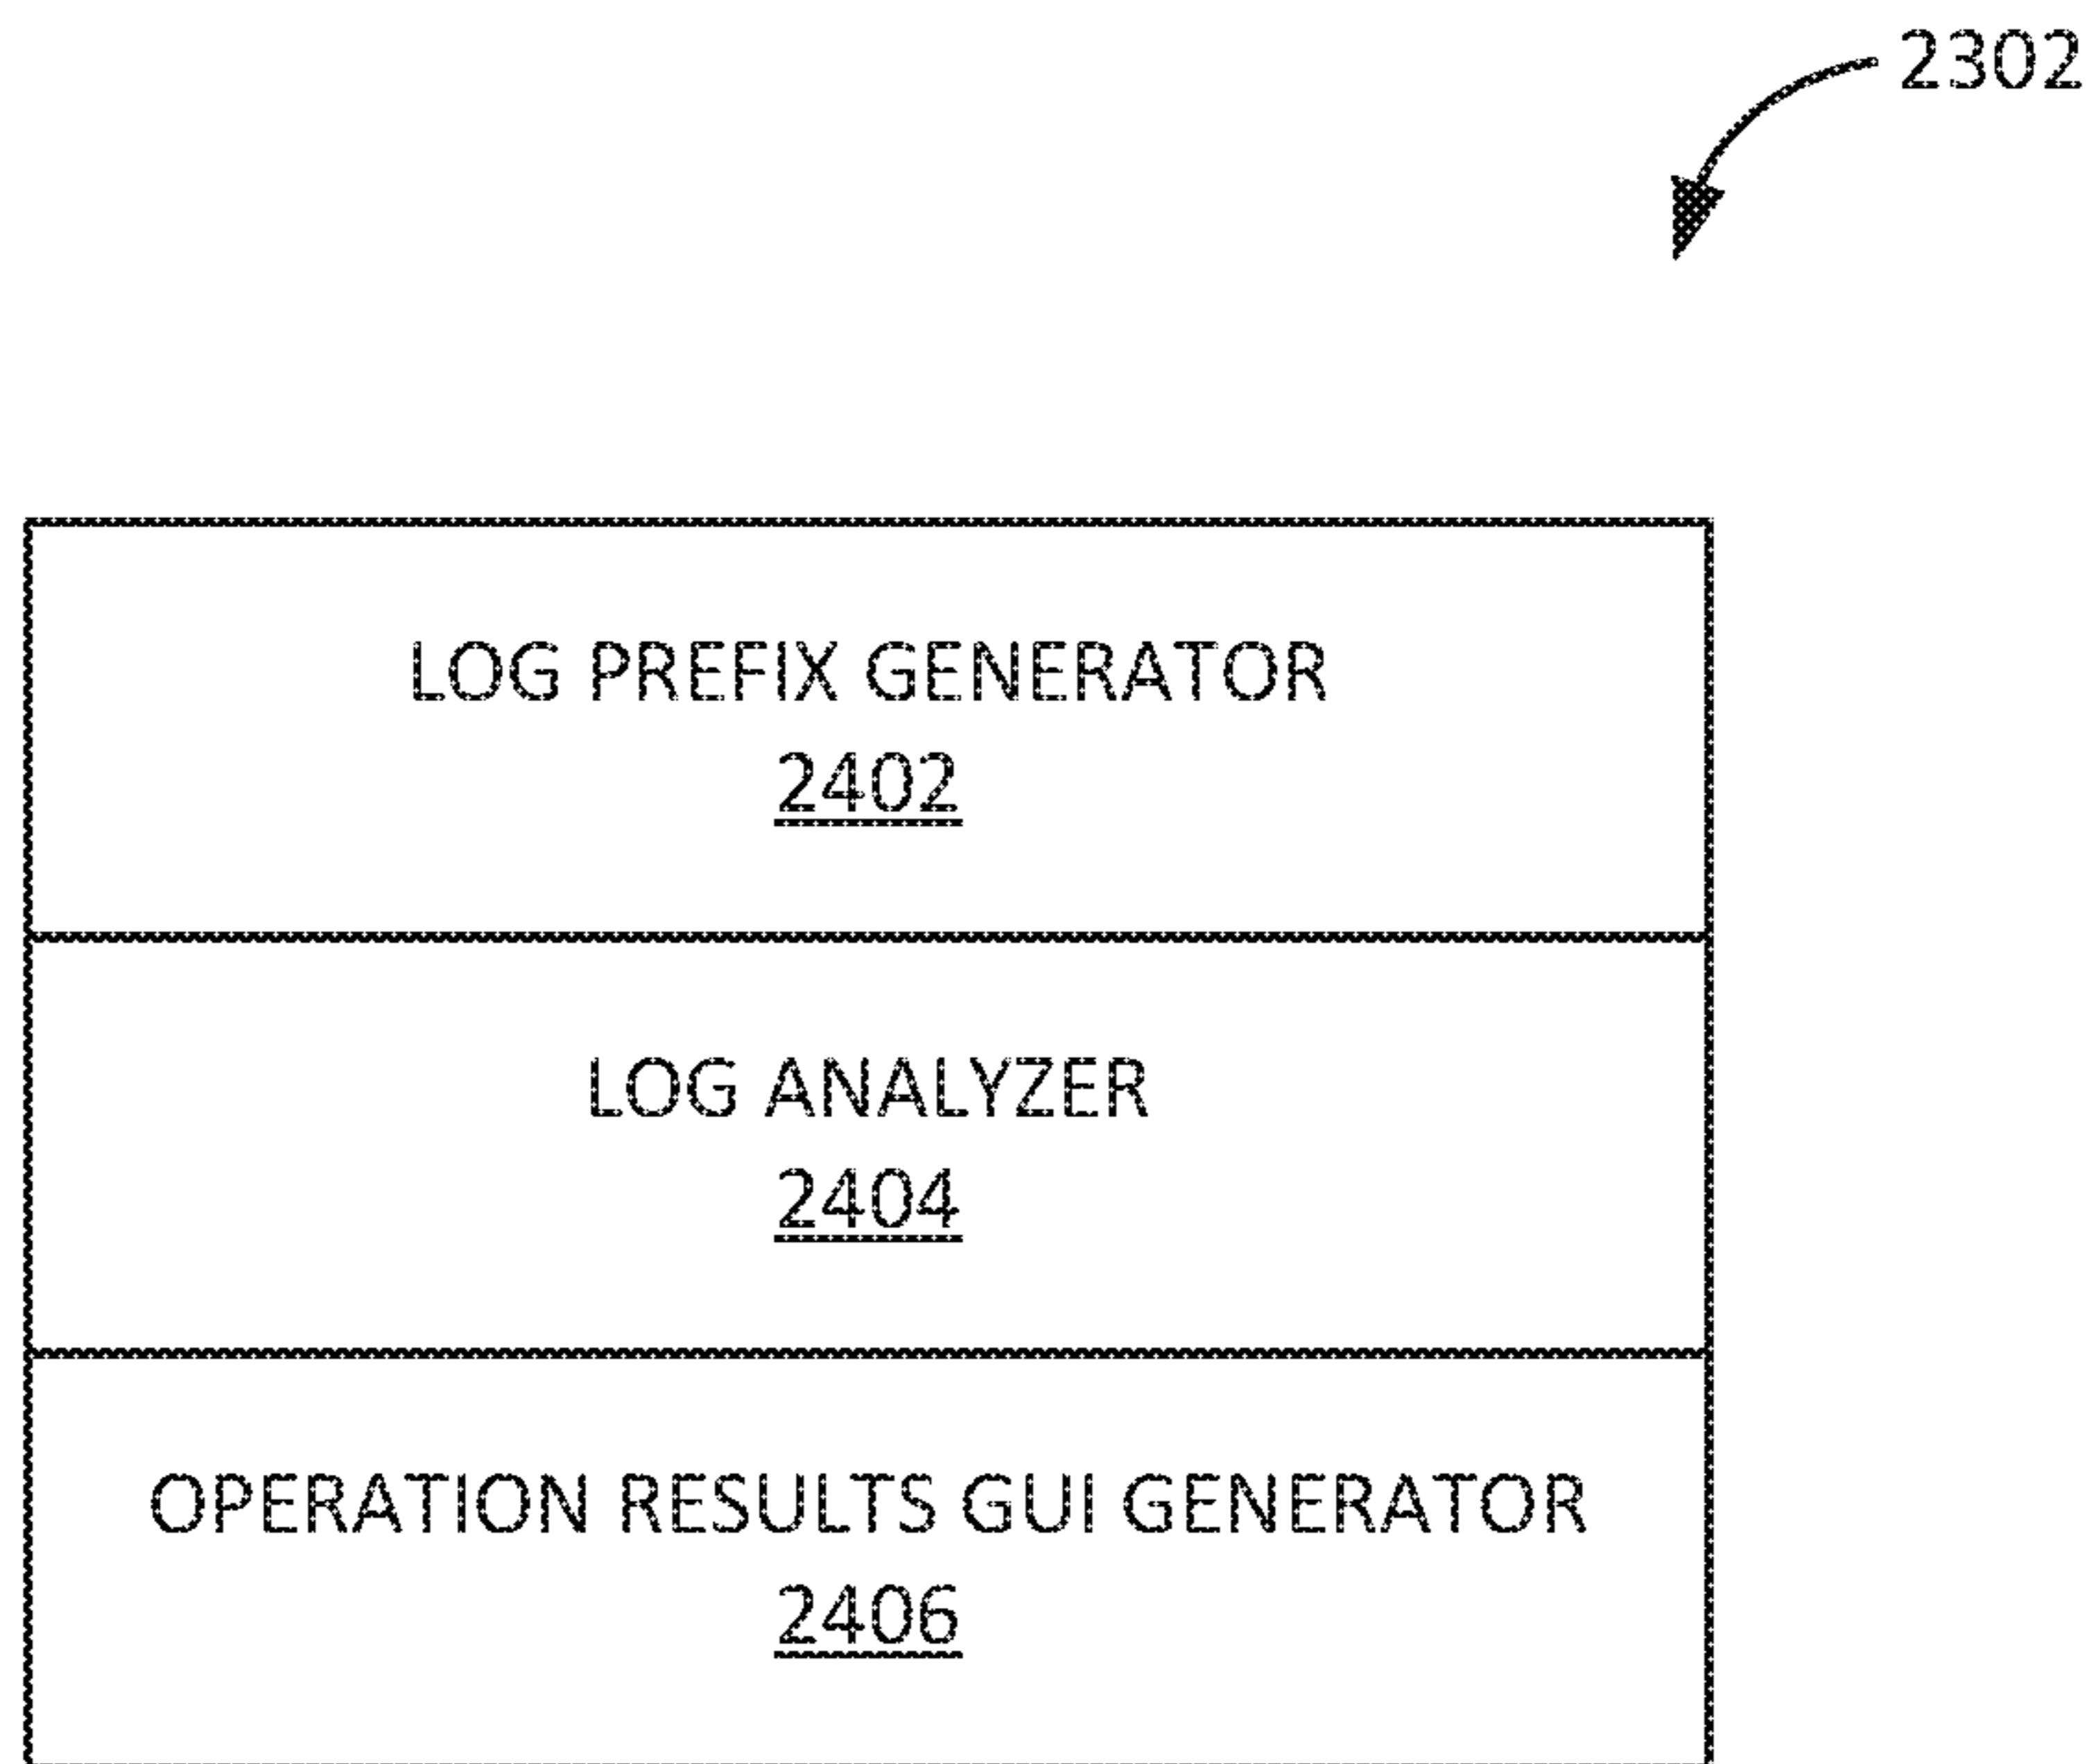 2302
LOG PREFIX GENERATOR
2402
LOG ANALYZER
2404
OPERATION RESULTS GUI GENERATOR
2406